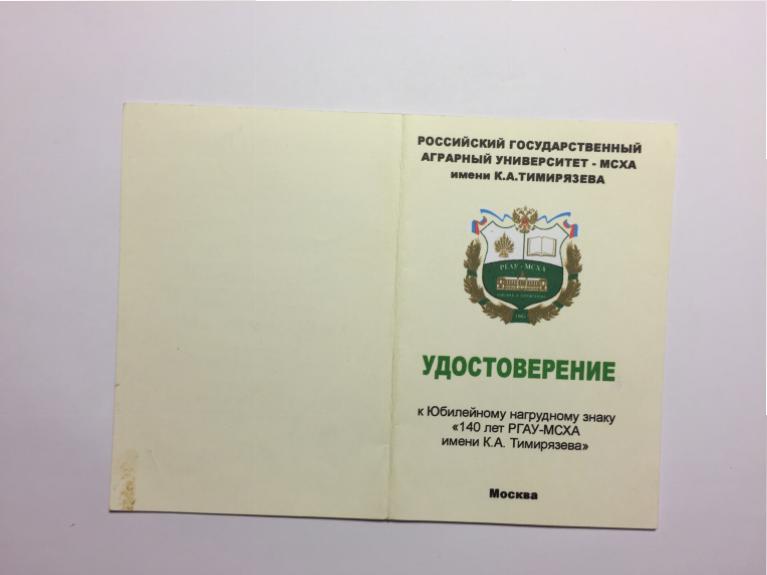 РОССИЙСКИЙ ГОСУДАРСТВЕННЫЙ
АГРАРНЫЙ УНИВЕРСИТЕТ - МСХА
имени К.А.ТИМИРЯЗЕВА
РГАУ - МСХА
УДОСТОВЕРЕНИЕ
к Юбилейному нагрудному знаку
«140 лет РГАУ-МСХА
имени К.А. Тимирязева»
Москва